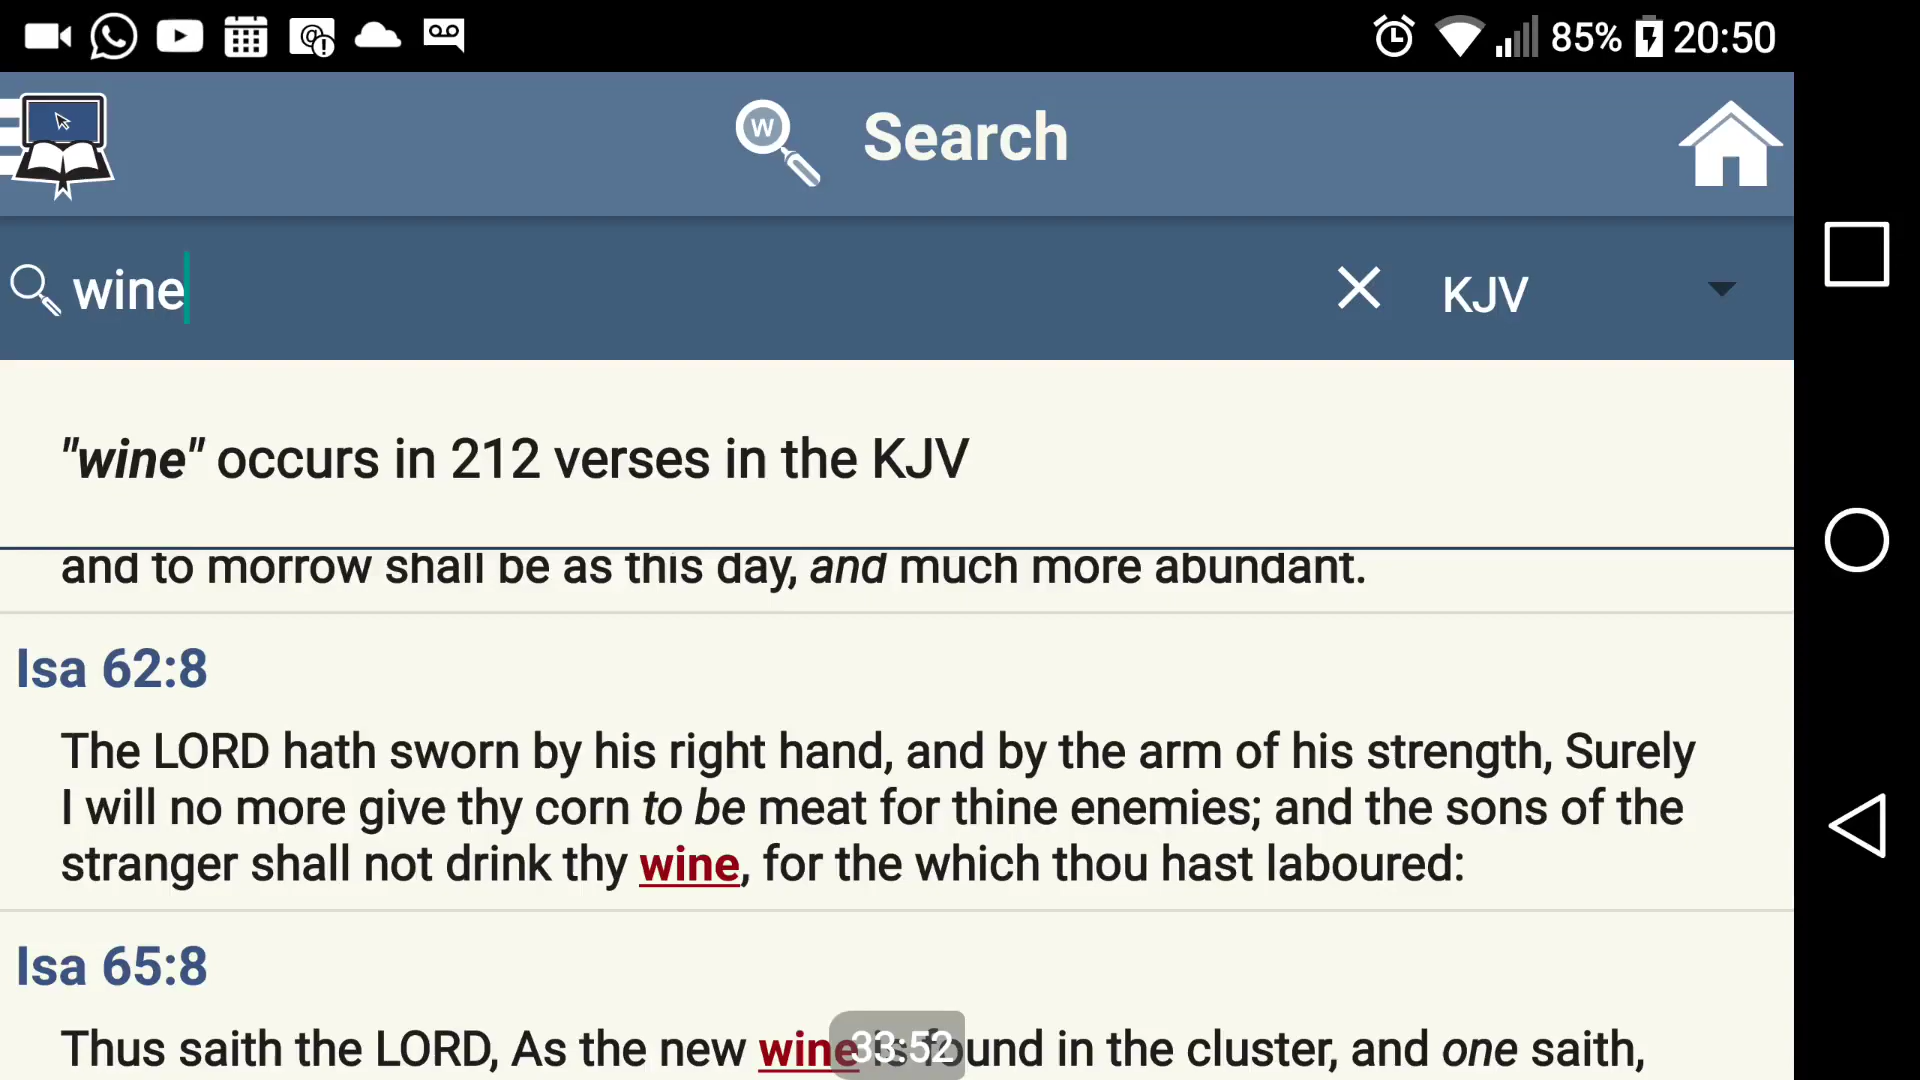 85% 20:50
W Search
wine KJV
"wine" occurs in 212 verses in the KJV
and to morrow shall be as this day, and much more abundant.
Isa 62:8
The LORD hath sworn by his right hand, and by the arm of his strength, Surely
I will no more give thy corn to be meat for thine enemies; and the sons of the
stranger shall not drink thy wine, for the which thou hast laboured:
Isa 65:8
Thus saith the LORD, As the new wine is found in the cluster, and one saith,
33:52